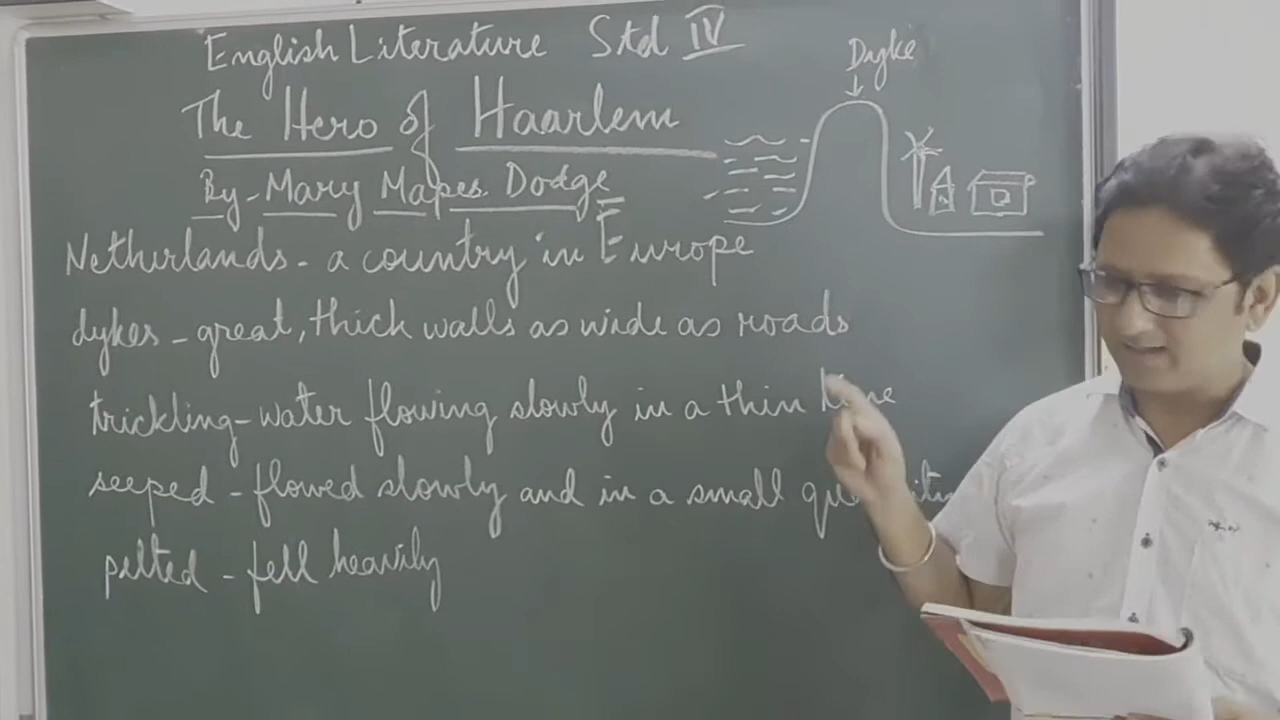 English Literature Std IV
The Hero of Haarlem
By - Mary Mapes Dodge
Dyke
Netherlands - a country in Europe
dykes - great, thick walls as wide as roads
trickling - water flowing slowly in a thin
seeped - flowed slowly and in a small
pelted - fell heavily